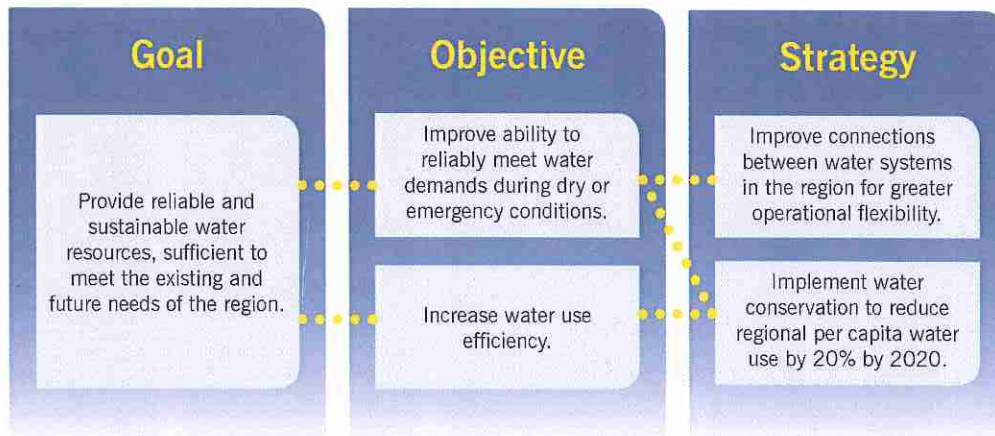 Goal
Provide reliable and
sustainable water
resources, sufficient to
meet the existing and
future needs of the region.
Objective
Improve ability to
reliably meet water
demands during dry or
emergency conditions.
Increase water use
efficiency.
Strategy
Improve connections
between water systems
in the region for greater
operational flexibility.
Implement water
conservation to reduce
regional per capita water
use by 20% by 2020.